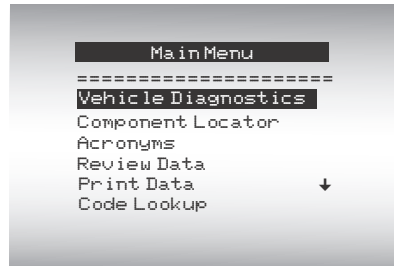 Main Menu
=====================
Vehicle Diagnostics
Component Locator
Acronyms
Review Data
Print Data ↓
Code Lookup